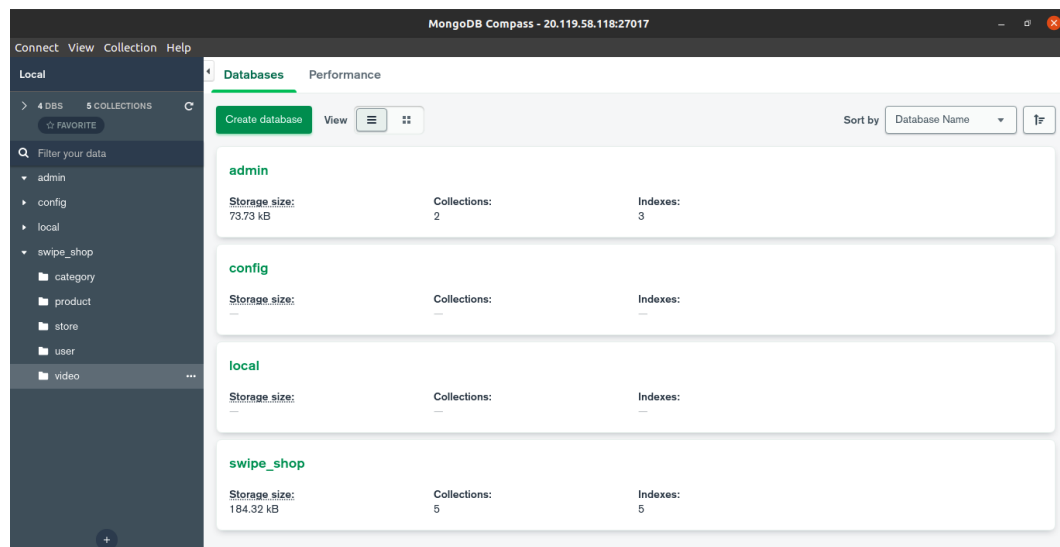 MongoDB Compass - 20.119.58.118:27017
Connect View Collection Help
Local
4 DBS 5 COLLECTIONS
FAVORITE
Filter your data
admin
config
local
swipe_shop
category
product
store
user
video
Databases Performance
Create database View Sort by Database Name
admin
Storage size: Collections: Indexes:
73.73 kB 2 3
config
Storage size: Collections: Indexes:
— — —
local
Storage size: Collections: Indexes:
— — —
swipe_shop
Storage size: Collections: Indexes:
184.32 kB 5 5